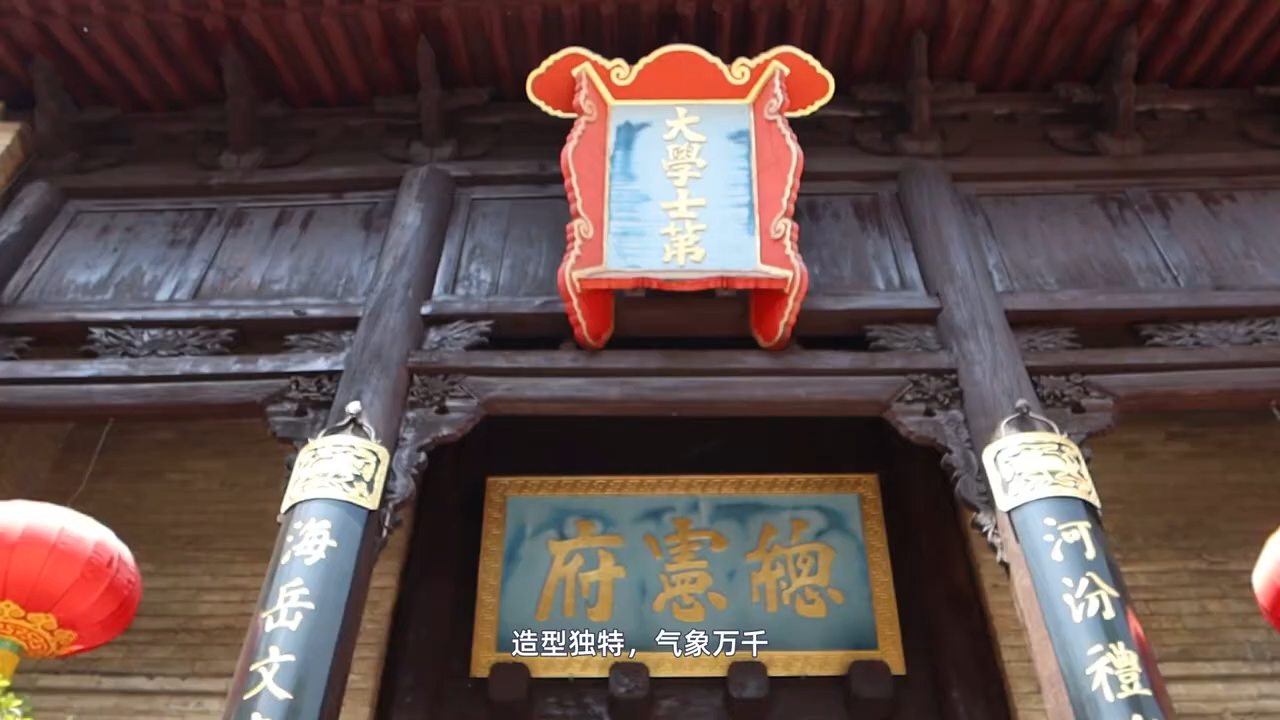 大學士第
總憲府
河汾禮
海岳文
造型独特，气象万千